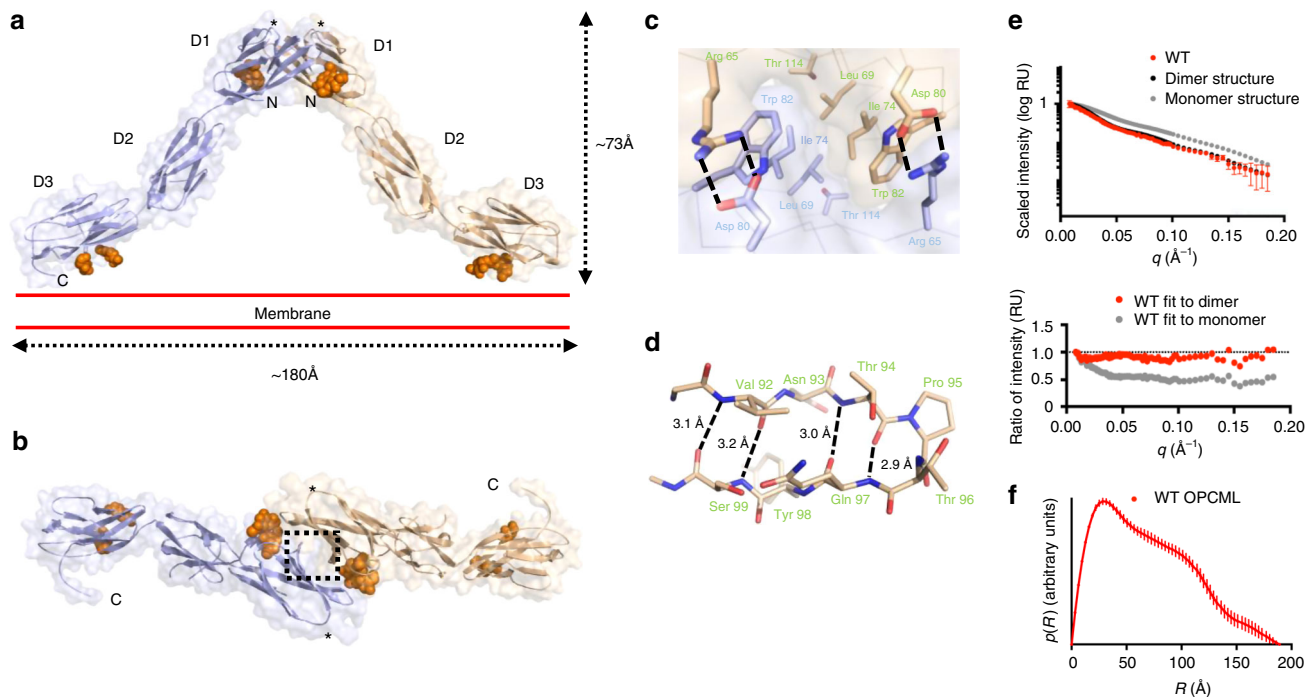 a
*
*
D1
D1
N
N
D2
D2
~73Å
D3
D3
C
Membrane
~180Å
b
*
C
C
*
c
Arg 65
Thr 114
Leu 69
Asp 80
Trp 82
Ile 74
Ile 74
Trp 82
Leu 69
Thr 114
Asp 80
Arg 65
d
Val 92
Asn 93
Thr 94
Pro 95
3.1 Å
3.2 Å
3.0 Å
2.9 Å
Ser 99
Tyr 98
Gln 97
Thr 96
e
WT
Dimer structure
Monomer structure
Scaled intensity (log RU)
1
0.00 0.05 0.10 0.15 0.20
q (Å⁻¹)
WT fit to dimer
WT fit to monomer
Ratio of intensity (RU)
1.5
1.0
0.5
0
0.00 0.05 0.10 0.15 0.20
q (Å⁻¹)
f
WT OPCML
p(R) (arbitrary units)
0 50 100 150 200
R (Å)